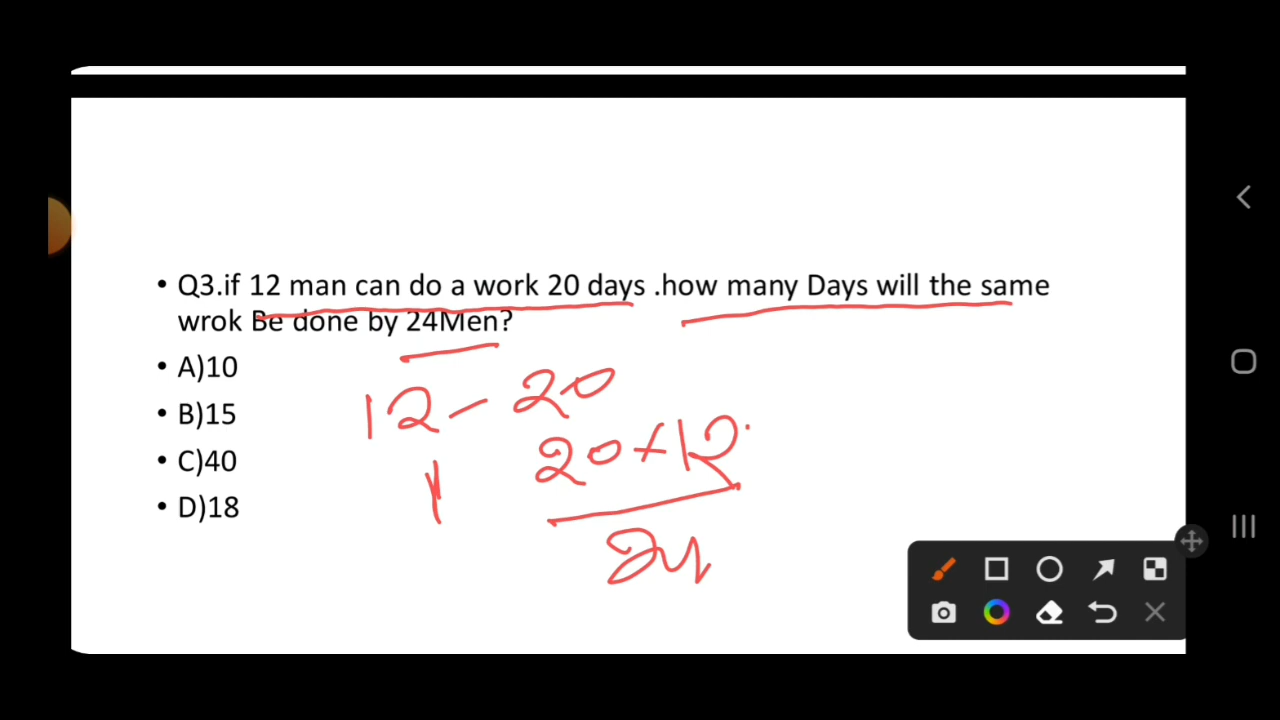 • Q3.if 12 man can do a work 20 days .how many Days will the same
wrok Be done by 24Men?
• A)10
• B)15
• C)40
• D)18
12 - 20
1
20 × 12
24